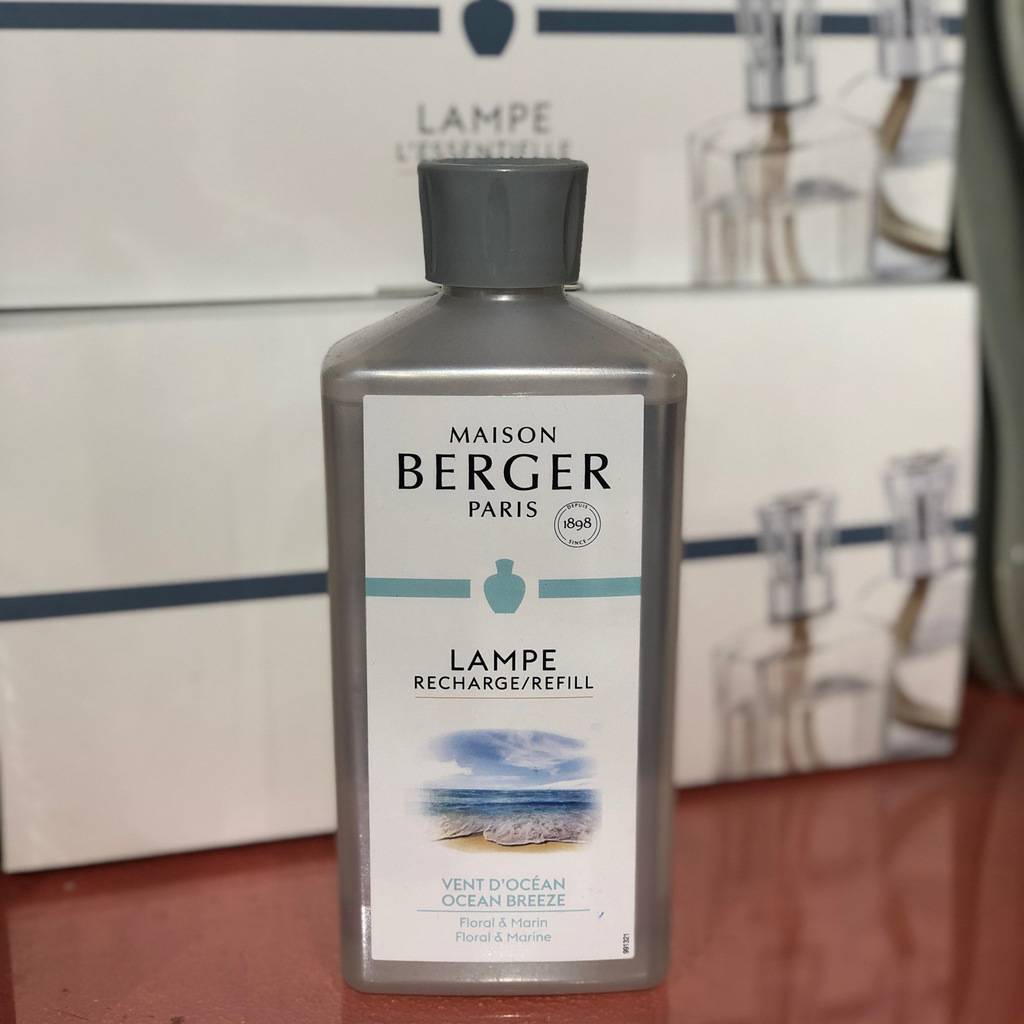 LAMPE
L'ESSENTIELLE
MAISON
BERGER
PARIS
DEPUIS
1898
SINCE
LAMPE
RECHARGE/REFILL
VENT D'OCÉAN
OCEAN BREEZE
Floral & Marin
Floral & Marine
991321